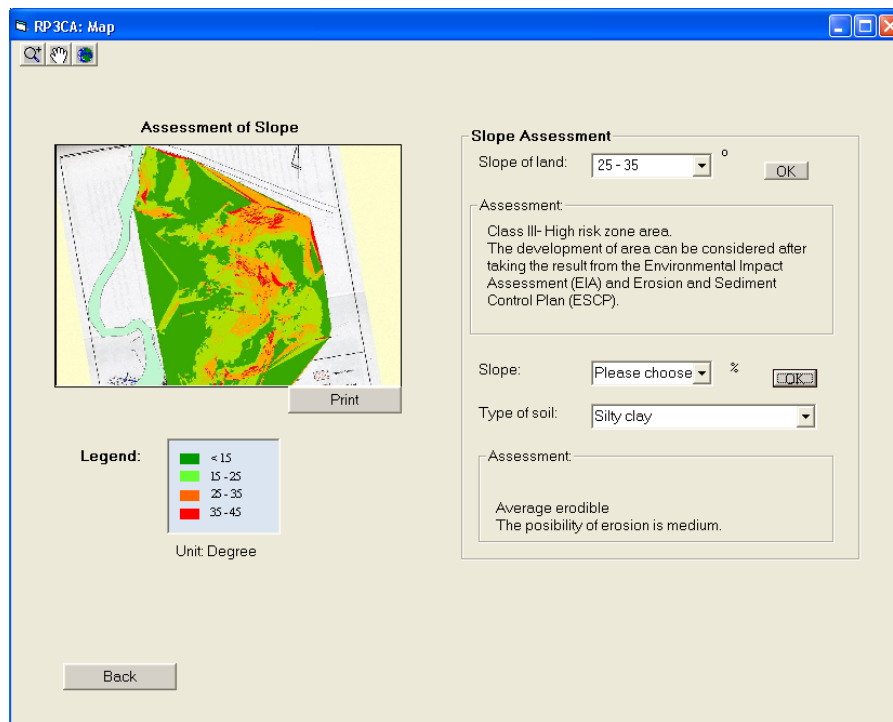 RP3CA: Map
Assessment of Slope
Print
Legend:
< 15
15 - 25
25 - 35
35 - 45
Unit: Degree
Back
Slope Assessment
Slope of land: 25 - 35 o OK
Assessment:
Class III- High risk zone area.
The development of area can be considered after
taking the result from the Environmental Impact
Assessment (EIA) and Erosion and Sediment
Control Plan (ESCP).
Slope: Please choose % OK
Type of soil: Silty clay
Assessment:
Average erodible
The posibility of erosion is medium.